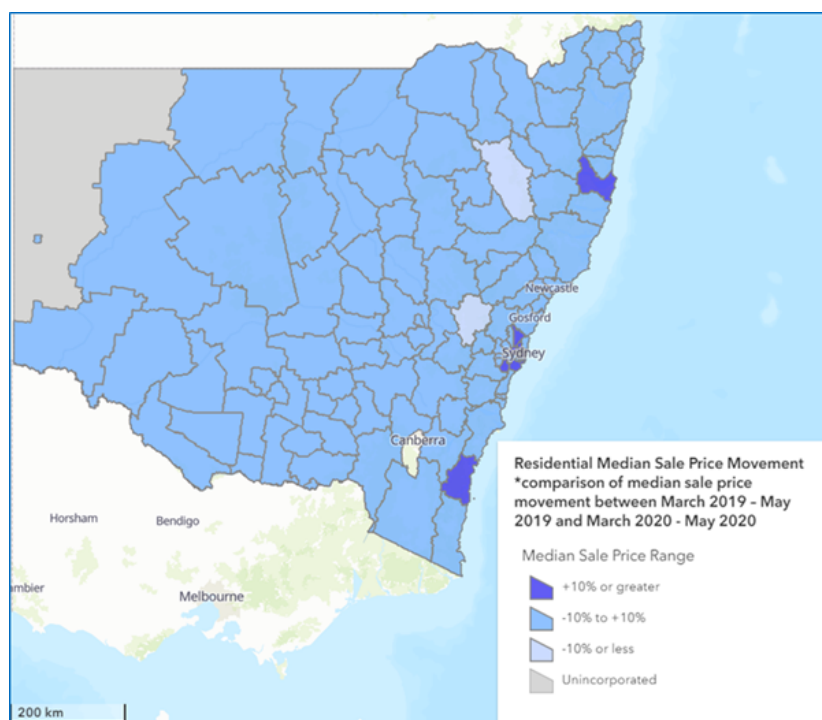 Newcastle
Gosford
Sydney
Canberra
Horsham
Bendigo
ambier
Melbourne
200 km
Residential Median Sale Price Movement
*comparison of median sale price
movement between March 2019 – May
2019 and March 2020 - May 2020
Median Sale Price Range
+10% or greater
-10% to +10%
-10% or less
Unincorporated